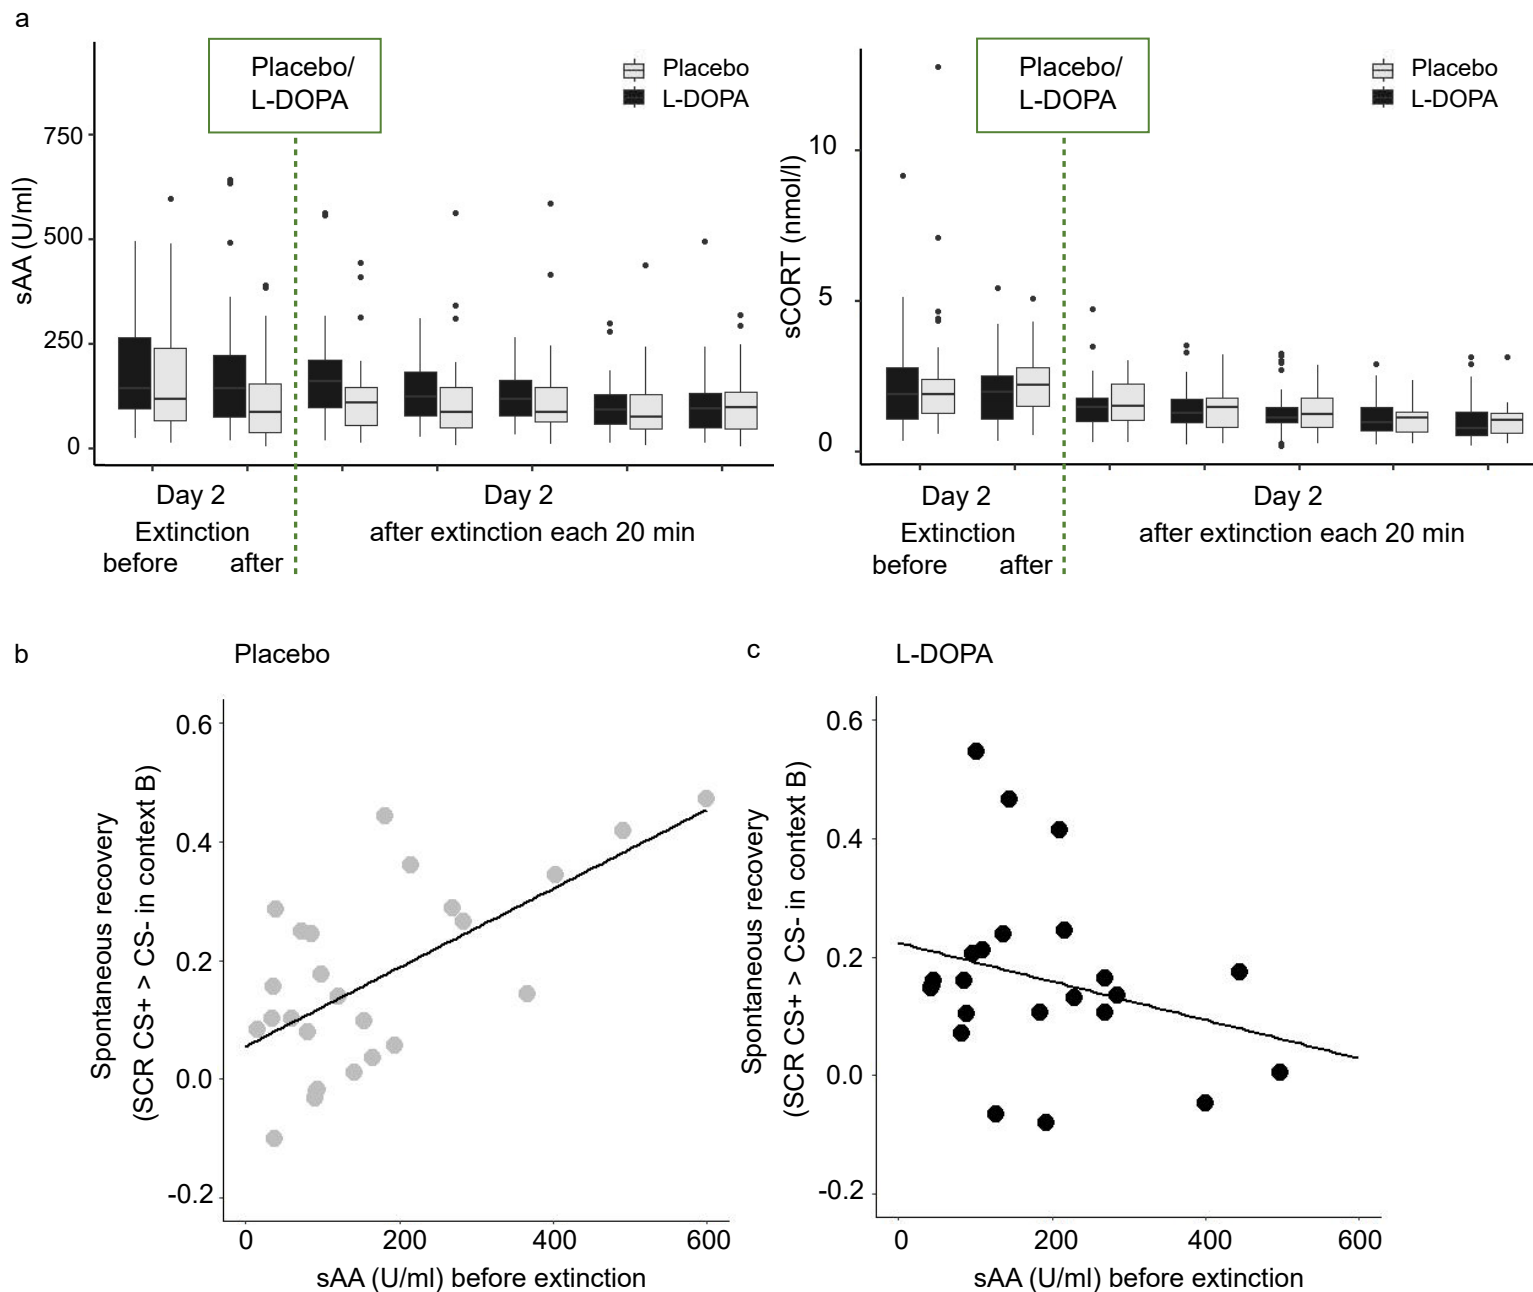 a
Placebo/
L-DOPA
Placebo
L-DOPA
750
500
250
0
sAA (U/ml)
Day 2
Extinction
before after
Day 2
after extinction each 20 min
Placebo/
L-DOPA
Placebo
L-DOPA
10
5
0
sCORT (nmol/l)
Day 2
Extinction
before after
Day 2
after extinction each 20 min
b
Placebo
0.6
0.4
0.2
0.0
-0.2
Spontaneous recovery
(SCR CS+ > CS- in context B)
0 200 400 600
sAA (U/ml) before extinction
c
L-DOPA
0.6
0.4
0.2
0.0
-0.2
Spontaneous recovery
(SCR CS+ > CS- in context B)
0 200 400 600
sAA (U/ml) before extinction